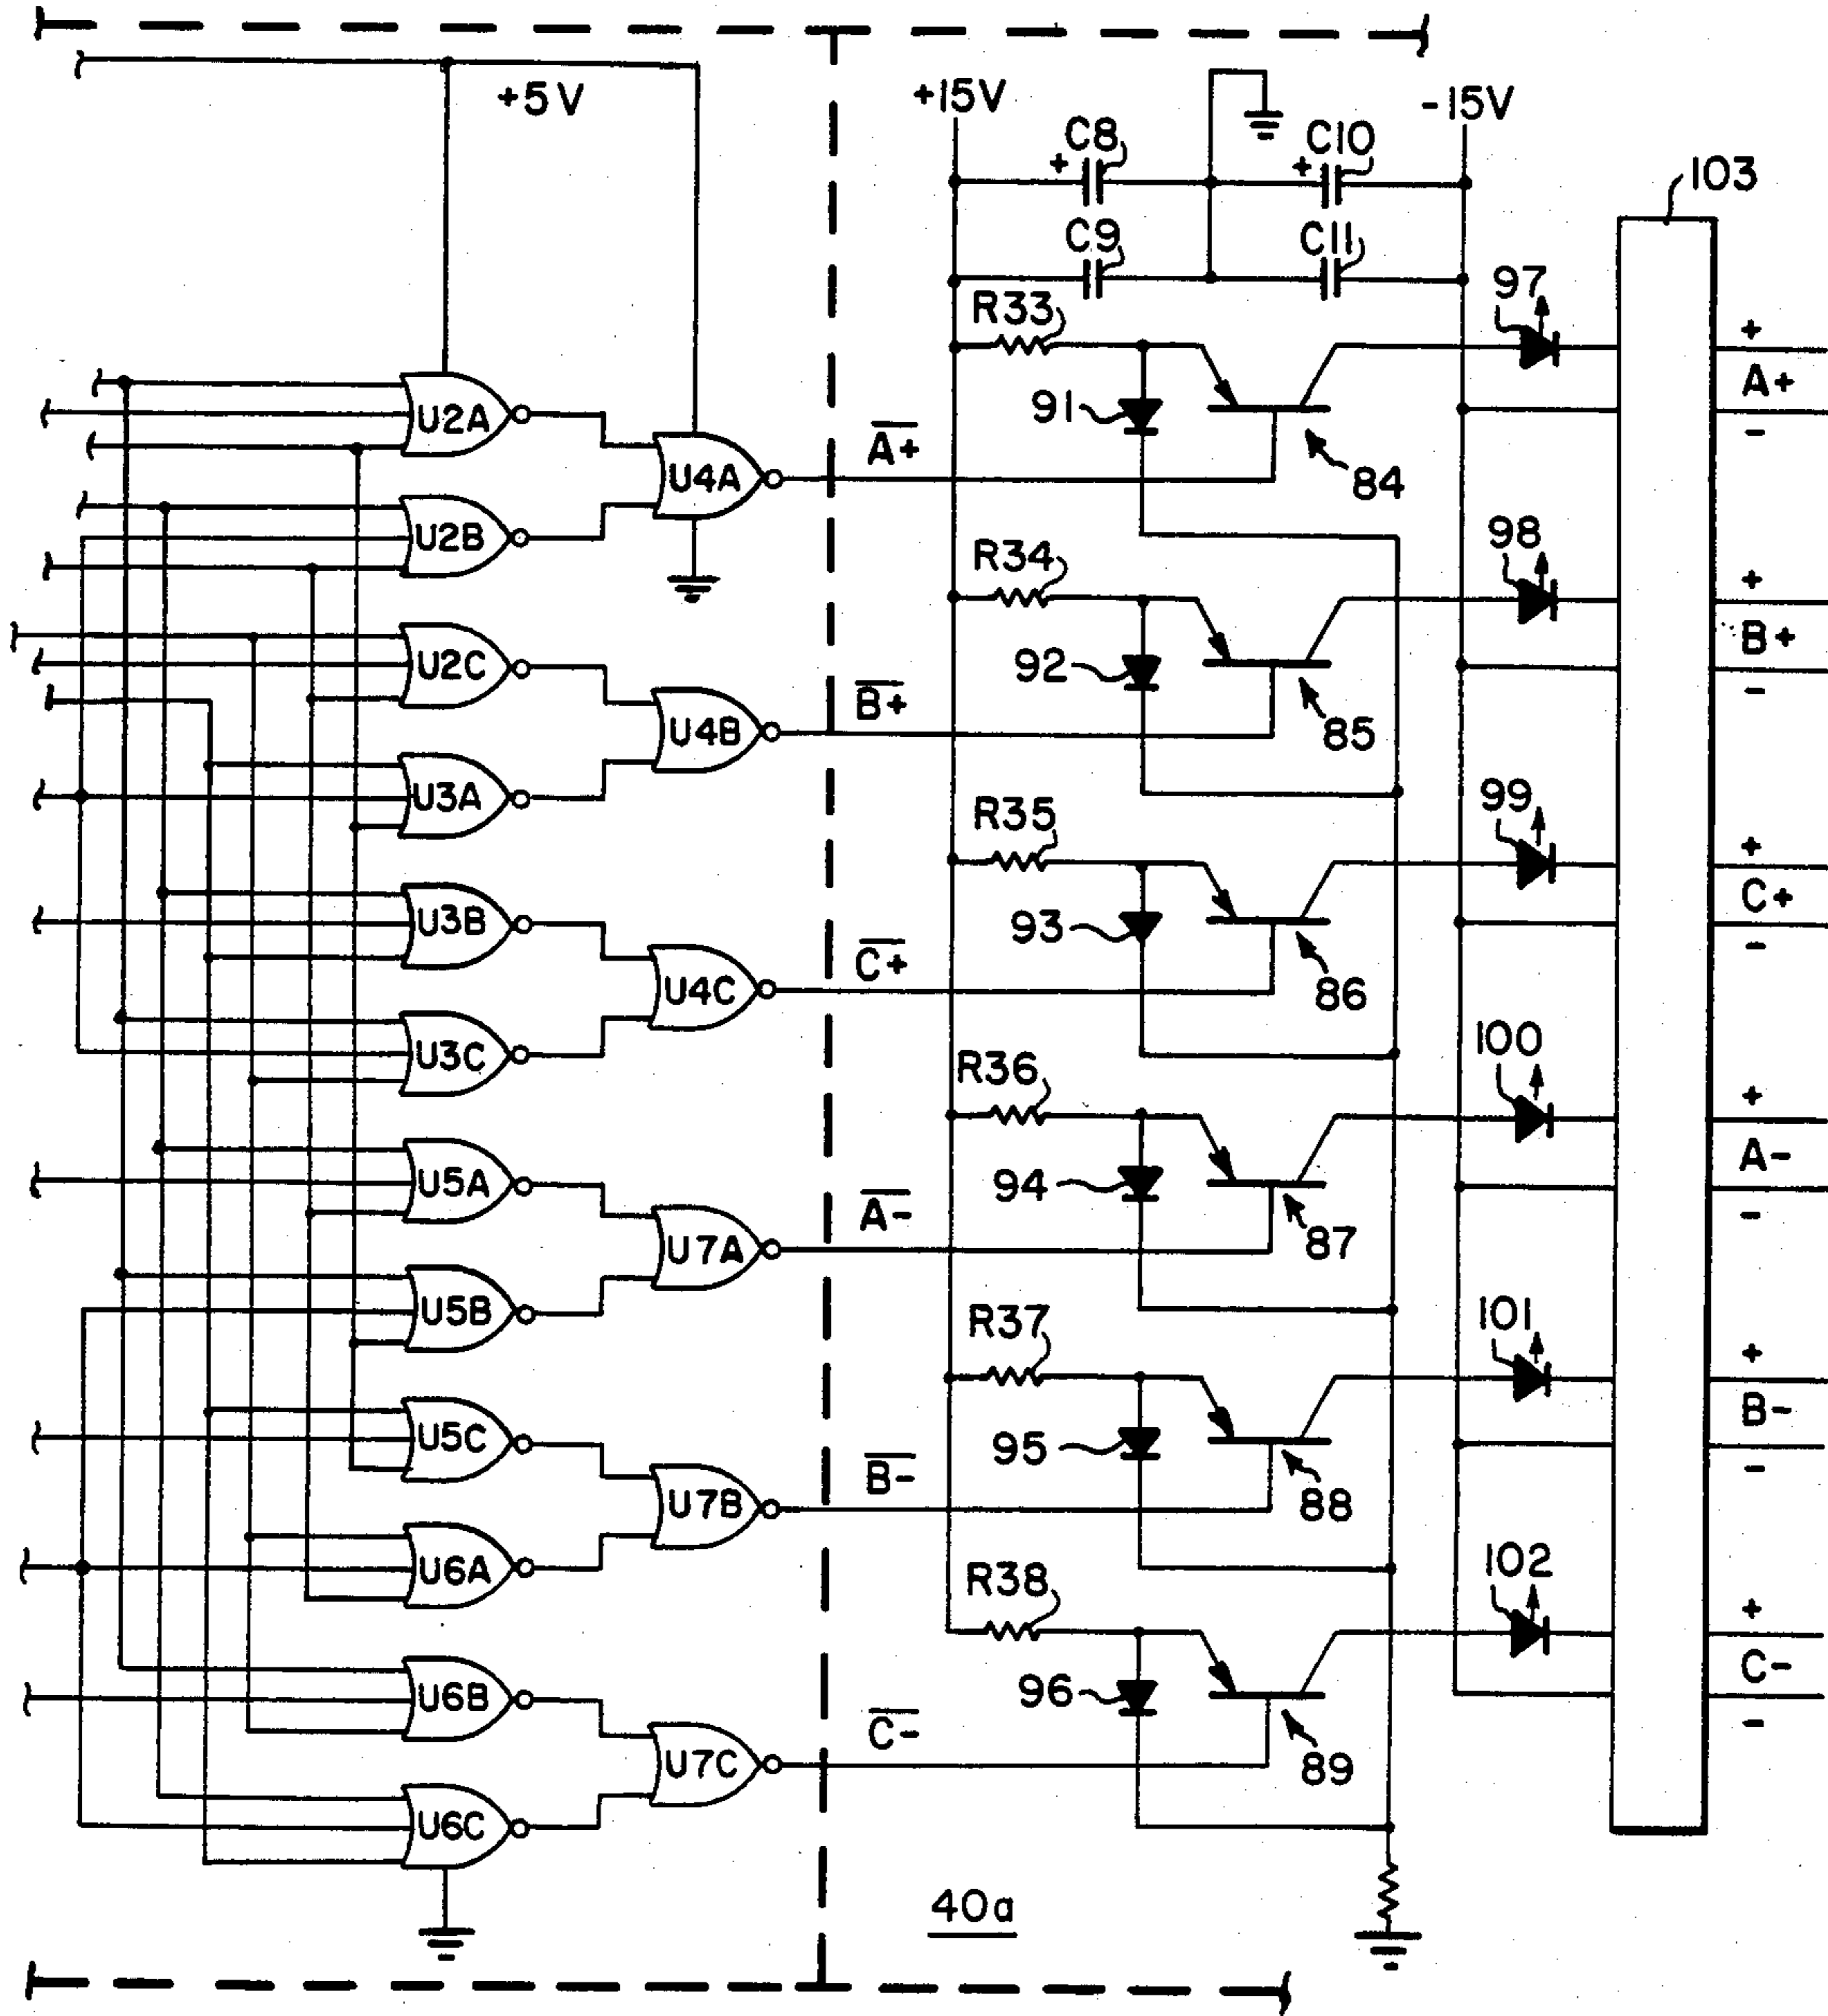 +5V
+15V
-15V
C8
+
C10
+
103
C9
C11
97
R33
+
A+
-
91
U2A
A+
U4A
84
98
U2B
R34
+
B+
-
U2C
92
B+
U4B
85
99
R35
U3A
+
C+
-
U3B
93
C+
U4C
86
100
U3C
R36
+
A-
-
U5A
94
A-
U7A
87
101
U5B
R37
+
B-
-
U5C
95
B-
U7B
88
102
U6A
R38
+
C-
-
U6B
96
C-
U7C
89
U6C
40a